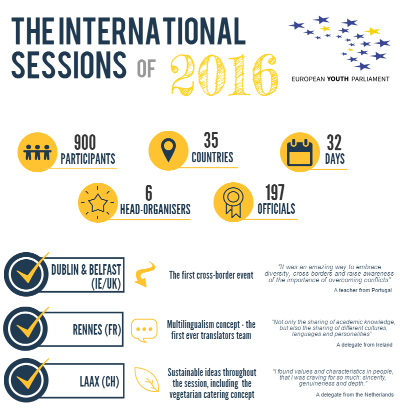 THE INTERNATIONAL
SESSIONS OF 2016
EUROPEAN YOUTH PARLIAMENT
900
PARTICIPANTS
35
COUNTRIES
32
DAYS
6
HEAD-ORGANISERS
197
OFFICIALS
DUBLIN & BELFAST
(IE/UK)
The first cross-border event
"It was an amazing way to embrace
diversity, cross borders and raise awareness
of the importance of overcoming conflicts"
A teacher from Portugal
RENNES (FR)
Multilingualism concept - the
first ever translators team
"Not only the sharing of academic knowledge,
but also the sharing of different cultures,
languages and personalities"
A delegate from Ireland
LAAX (CH)
Sustainable ideas throughout
the session, including the
vegetarian catering concept
"I found values and characteristics in people,
that I was craving for so much: sincerity,
genuineness and depth."
A delegate from the Netherlands